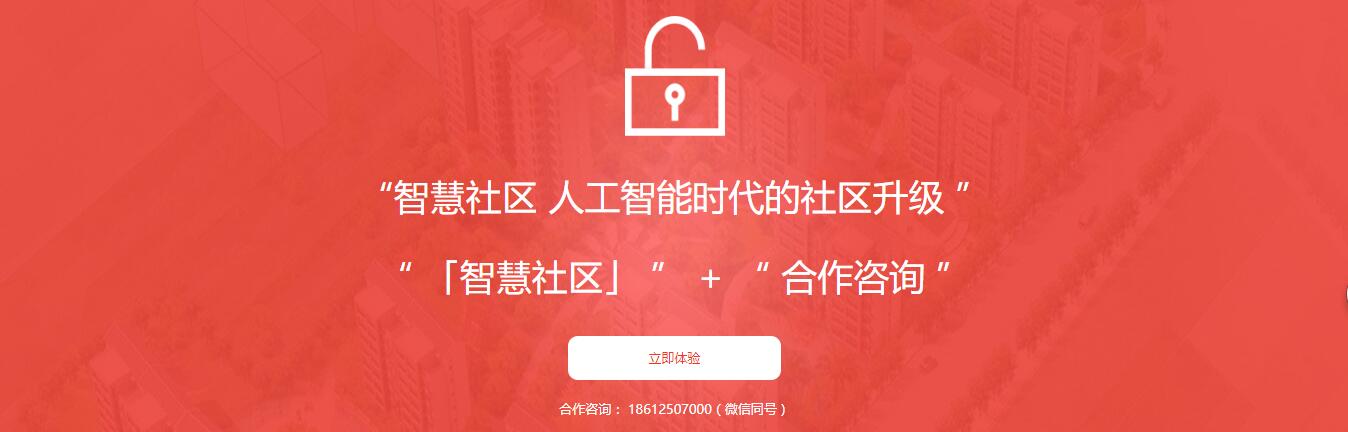 “智慧社区 人工智能时代的社区升级 ”
“ 「智慧社区」 ” + “ 合作咨询 ”
立即体验
合作咨询： 18612507000（微信同号）